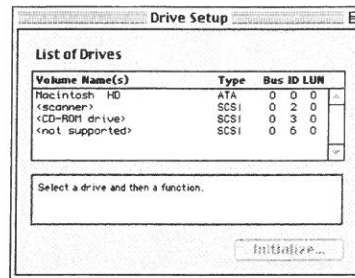 Drive Setup
List of Drives
Volume Name(s) Type Bus ID LUN
Macintosh HD ATA 0 0 0
<scanner> SCSI 0 2 0
<CD-ROM drive> SCSI 0 3 0
<not supported> SCSI 0 6 0
Select a drive and then a function.
Initialize...